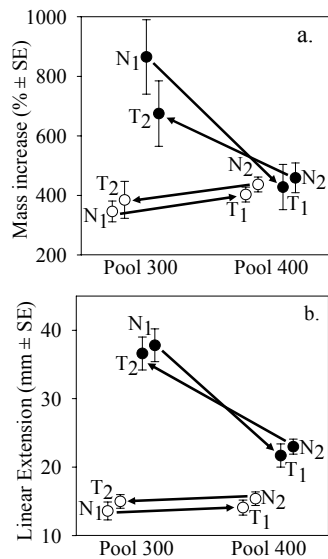 1000
a.
N1
800
T2
600
N2
400
T2
N2
N1
T1
T1
200
Pool 300 Pool 400
Mass increase (% ± SE)
b.
N1
40
T2
30
N2
20
T1
T2
N2
N1
T1
10
Pool 300 Pool 400
Linear Extension (mm ± SE)